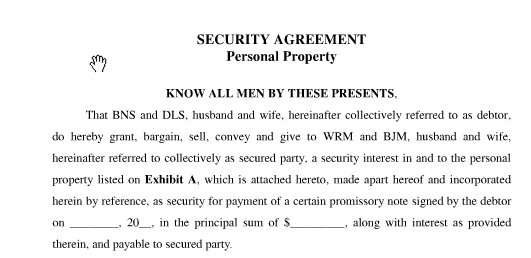 SECURITY AGREEMENT
Personal Property
KNOW ALL MEN BY THESE PRESENTS,
That BNS and DLS, husband and wife, hereinafter collectively referred to as debtor,
do hereby grant, bargain, sell, convey and give to WRM and BJM, husband and wife,
hereinafter referred to collectively as secured party, a security interest in and to the personal
property listed on Exhibit A, which is attached hereto, made apart hereof and incorporated
herein by reference, as security for payment of a certain promissory note signed by the debtor
on ________, 20__, in the principal sum of $_________, along with interest as provided
therein, and payable to secured party.